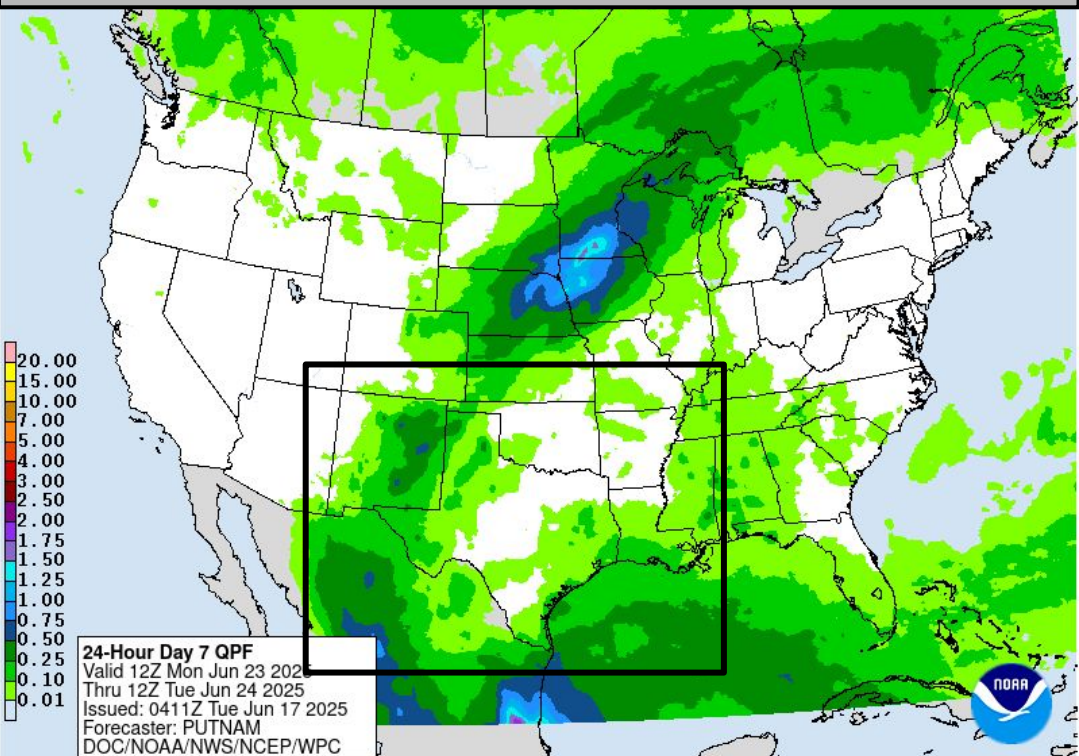 20.00
15.00
10.00
7.00
5.00
4.00
3.00
2.50
2.00
1.75
1.50
1.25
1.00
0.75
0.50
0.25
0.10
0.01
24-Hour Day 7 QPF
Valid 12Z Mon Jun 23 2025
Thru 12Z Tue Jun 24 2025
Issued: 0411Z Tue Jun 17 2025
Forecaster: PUTNAM
DOC/NOAA/NWS/NCEP/WPC
NOAA